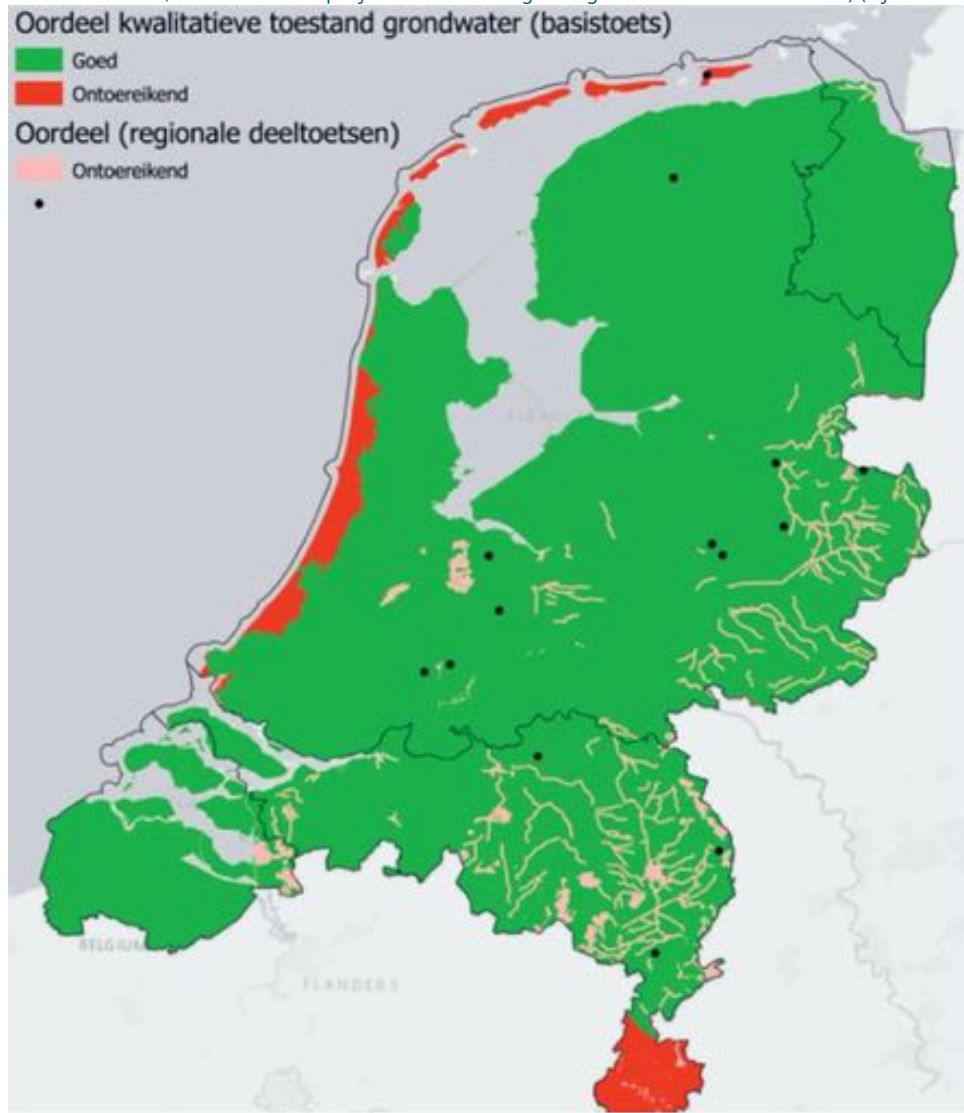 Oordeel kwalitatieve toestand grondwater (basistoets)
Goed
Ontoereikend
Oordeel (regionale deeltoetsen)
Ontoereikend
BELGIUM
FLANDERS